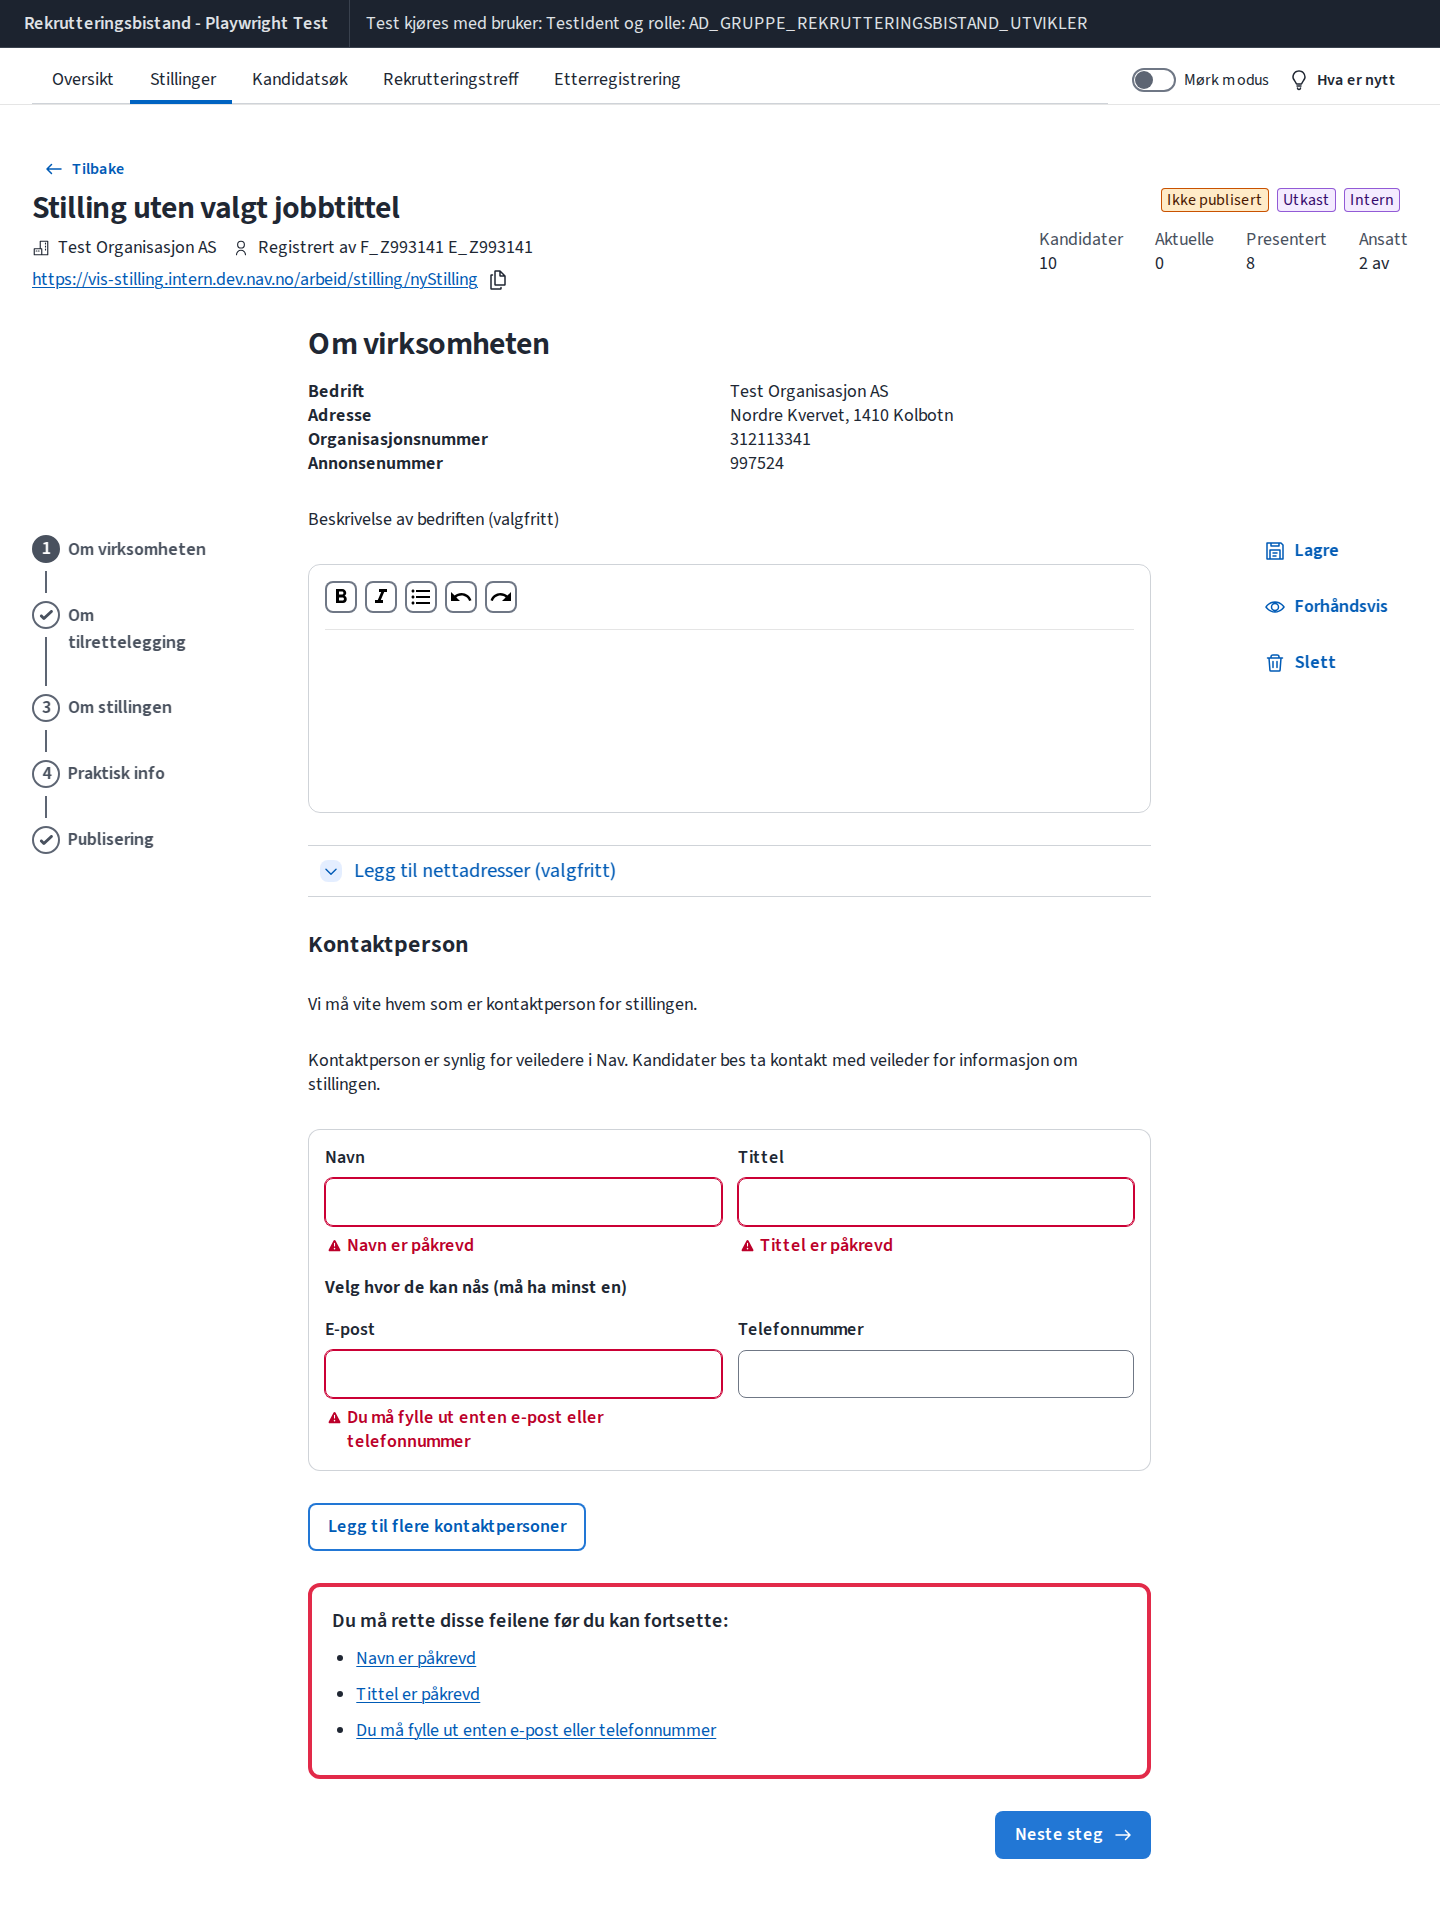 Rekrutteringsbistand - Playwright Test
Test kjøres med bruker: TestIdent og rolle: AD_GRUPPE_REKRUTTERINGSBISTAND_UTVIKLER
Oversikt
Stillinger
Kandidatsøk
Rekrutteringstreff
Etterregistrering
Mørk modus
Hva er nytt
Tilbake
Stilling uten valgt jobbtittel
Test Organisasjon AS
Registrert av F_Z993141 E_Z993141
https://vis-stilling.intern.dev.nav.no/arbeid/stilling/nyStilling
Ikke publisert
Utkast
Intern
Kandidater
10
Aktuelle
0
Presentert
8
Ansatt
2 av
1 Om virksomheten
Om
tilrettelegging
3 Om stillingen
4 Praktisk info
Publisering
Om virksomheten
Bedrift Test Organisasjon AS
Adresse Nordre Kvervet, 1410 Kolbotn
Organisasjonsnummer 312113341
Annonsenummer 997524
Beskrivelse av bedriften (valgfritt)
B I
Legg til nettadresser (valgfritt)
Kontaktperson
Vi må vite hvem som er kontaktperson for stillingen.
Kontaktperson er synlig for veiledere i Nav. Kandidater bes ta kontakt med veileder for informasjon om
stillingen.
Navn
Tittel
Navn er påkrevd
Tittel er påkrevd
Velg hvor de kan nås (må ha minst en)
E-post
Telefonnummer
Du må fylle ut enten e-post eller
telefonnummer
Legg til flere kontaktpersoner
Du må rette disse feilene før du kan fortsette:
Navn er påkrevd
Tittel er påkrevd
Du må fylle ut enten e-post eller telefonnummer
Neste steg
Lagre
Forhåndsvis
Slett